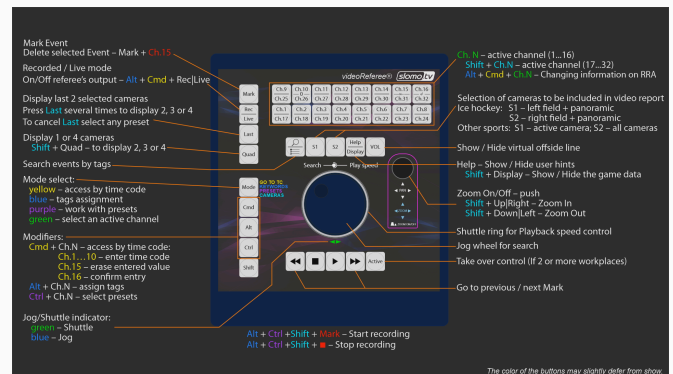 Mark Event
Delete selected Event – Mark + Ch.15
Recorded / Live mode
On/Off referee's output – Alt + Cmd + Rec|Live
Display last 2 selected cameras
Press Last several times to display 2, 3 or 4
To cancel Last select any preset
Display 1 or 4 cameras
Shift + Quad – to display 2, 3 or 4
Search events by tags
Mode select:
yellow – access by time code
blue – tags assignment
purple – work with presets
green – select an active channel
Modifiers:
Cmd + Ch.N – access by time code:
Ch.1...10 – enter time code
Ch.15 – erase entered value
Ch.16 – confirm entry
Alt + Ch.N – assign tags
Ctrl + Ch.N – select presets
Jog/Shuttle indicator:
green – Shuttle
blue – Jog
videoReferee® slomo.tv
Mark
Rec
Live
Last
Quad
Mode
Cmd
Alt
Ctrl
Shift
Ch.9 Ch.10 Ch.11 Ch.12 Ch.13 Ch.14 Ch.15 Ch.16
0
Ch.25 Ch.26 Ch.27 Ch.28 Ch.29 Ch.30 Ch.31 Ch.32
Ch.1 Ch.2 Ch.3 Ch.4 Ch.5 Ch.6 Ch.7 Ch.8
Ch.17 Ch.18 Ch.19 Ch.20 Ch.21 Ch.22 Ch.23 Ch.24
S1 S2 Help VOL
Display
Search Play speed
GO TO TC
KEYWORDS
PRESETS
CAMERAS
PAN
ZOOM
Active
Alt + Ctrl +Shift + Mark – Start recording
Alt + Ctrl +Shift + ■ – Stop recording
Ch. N – active channel (1...16)
Shift + Ch.N – active channel (17...32)
Alt + Cmd + Ch.N – Changing information on RRA
Selection of cameras to be included in video report
Ice hockey: S1 – left field + panoramic
S2 – right field + panoramic
Other sports: S1 – active camera; S2 – all cameras
Show / Hide virtual offside line
Help – Show / Hide user hints
Shift + Display – Show / Hide the game data
Zoom On/Off – push
Shift + Up|Right – Zoom In
Shift + Down|Left – Zoom Out
Shuttle ring for Playback speed control
Jog wheel for search
Take over control (If 2 or more workplaces)
Go to previous / next Mark
The color of the buttons may slightly defer from show.